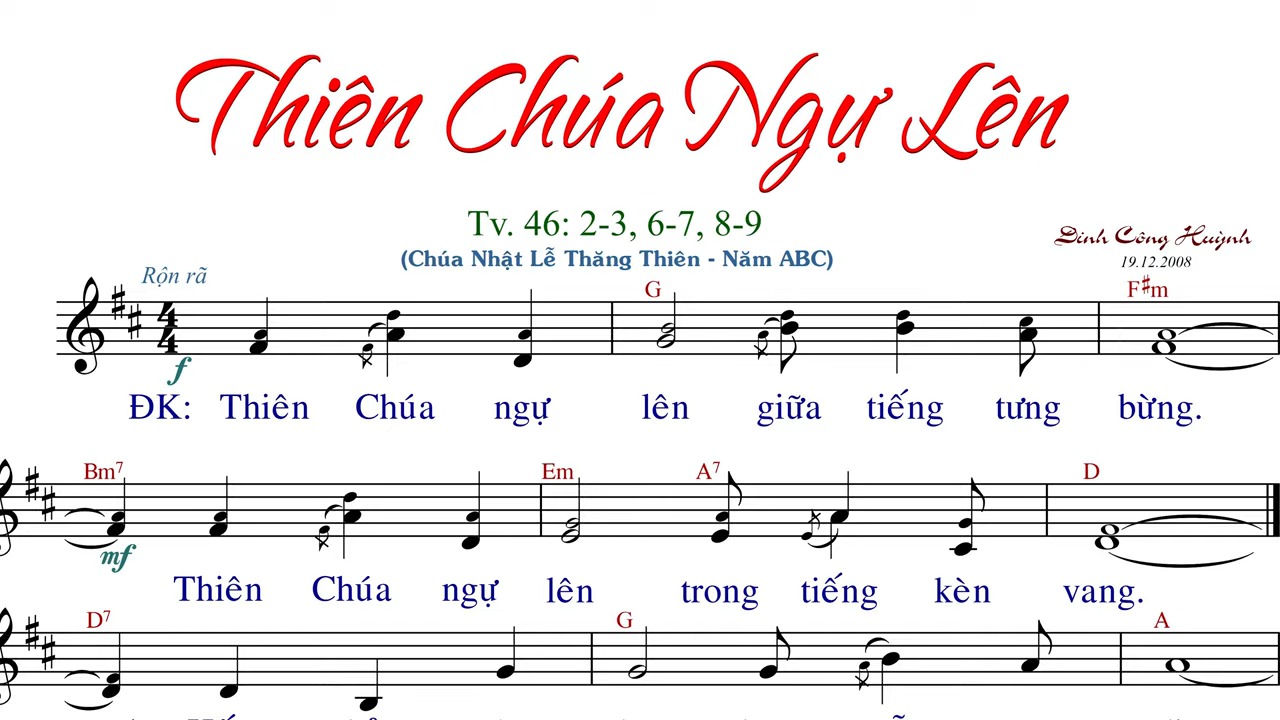 Thiên Chúa Ngự Lên
Tv. 46: 2-3, 6-7, 8-9
(Chúa Nhật Lễ Thăng Thiên - Năm ABC)
Đinh Công Huỳnh
19.12.2008
Rộn rã
G F#m
f
ĐK: Thiên Chúa ngự lên giữa tiếng tưng bừng.
Bm7 Em A7 D
mf
Thiên Chúa ngự lên trong tiếng kèn vang.
D7 G A